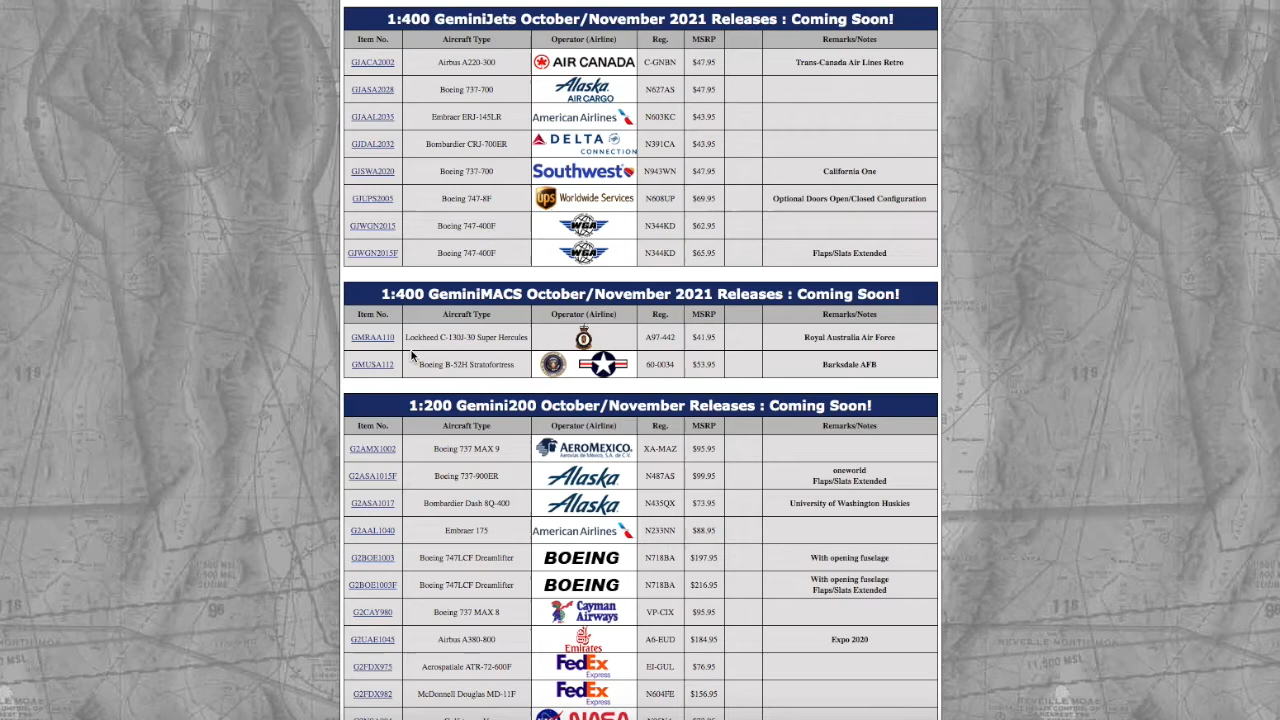 1:400 GeminiJets October/November 2021 Releases : Coming Soon!
Item No. Aircraft Type Operator (Airline) Reg. MSRP Remarks/Notes
GJACA2002 Airbus A220-300 AIR CANADA C-GNBN $47.95 Trans-Canada Air Lines Retro
GJASA2028 Boeing 737-700 Alaska AIR CARGO N627AS $47.95
GJAAL2035 Embraer ERJ-145LR American Airlines N603KC $43.95
GJDAL2032 Bombardier CRJ-700ER DELTA CONNECTION N391CA $43.95
GJSWA2020 Boeing 737-700 Southwest N943WN $47.95 California One
GJUPS2005 Boeing 747-8F ups Worldwide Services N608UP $69.95 Optional Doors Open/Closed Configuration
GJWGN2015 Boeing 747-400F WGA N344KD $62.95
GJWGN2015F Boeing 747-400F WGA N344KD $65.95 Flaps/Slats Extended
1:400 GeminiMACS October/November 2021 Releases : Coming Soon!
Item No. Aircraft Type Operator (Airline) Reg. MSRP Remarks/Notes
GMRAA110 Lockheed C-130J-30 Super Hercules A97-442 $41.95 Royal Australia Air Force
GMUSA112 Boeing B-52H Stratofortress 60-0034 $53.95 Barksdale AFB
1:200 Gemini200 October/November Releases : Coming Soon!
Item No. Aircraft Type Operator (Airline) Reg. MSRP Remarks/Notes
G2AMX1002 Boeing 737 MAX 9 AEROMEXICO. XA-MAZ $95.95
G2ASA1015F Boeing 737-900ER Alaska N487AS $99.95 oneworld
Flaps/Slats Extended
G2ASA1017 Bombardier Dash 8Q-400 Alaska N435QX $73.95 University of Washington Huskies
G2AAL1040 Embraer 175 American Airlines N233NN $88.95
G2BOE1003 Boeing 747LCF Dreamlifter BOEING N718BA $197.95 With opening fuselage
G2BOE1003F Boeing 747LCF Dreamlifter BOEING N718BA $216.95 With opening fuselage
Flaps/Slats Extended
G2CAY980 Boeing 737 MAX 8 Cayman Airways VP-CIX $95.95
G2UAE1045 Airbus A380-800 Emirates A6-EUD $184.95 Expo 2020
G2FDX975 Aerospatiale ATR-72-600F FedEx Express EI-GUL $76.95
G2FDX982 McDonnell Douglas MD-11F FedEx Express N604FE $156.95
NASA